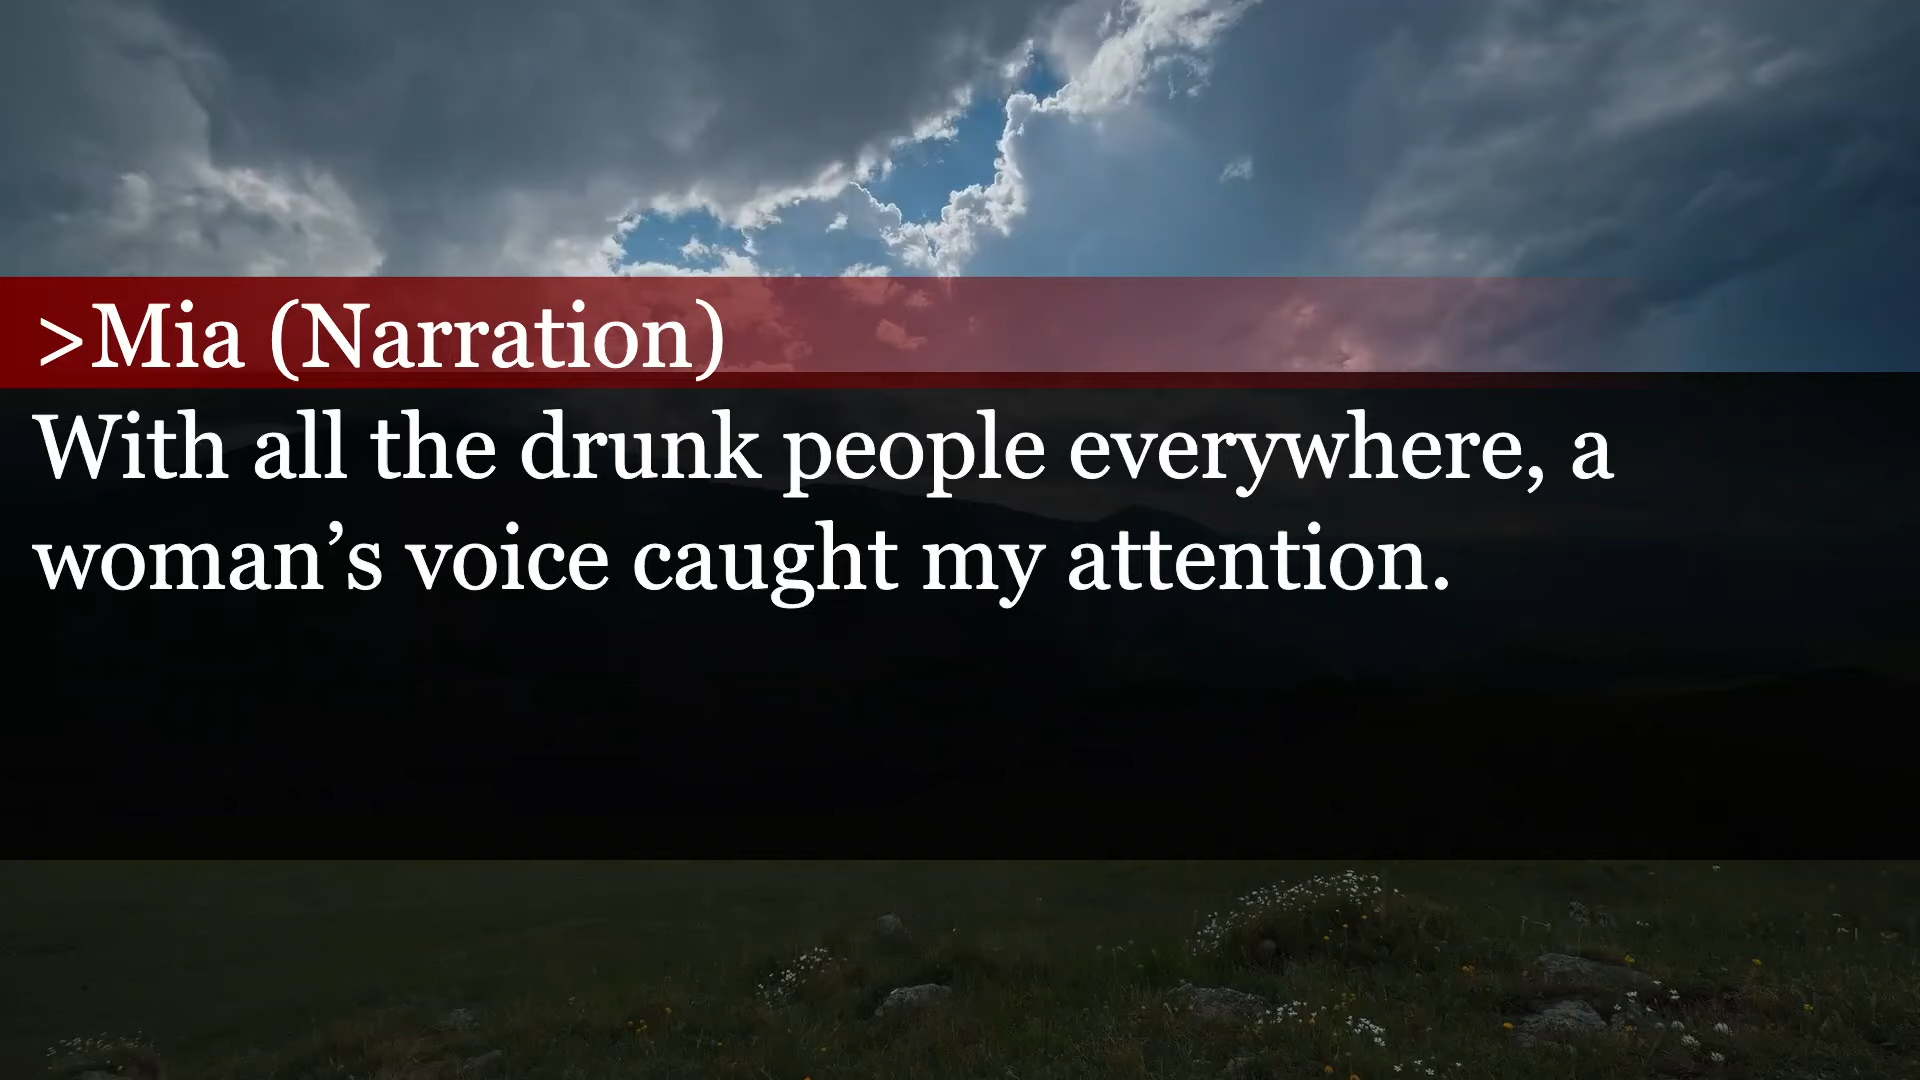 >Mia (Narration)
With all the drunk people everywhere, a
woman’s voice caught my attention.